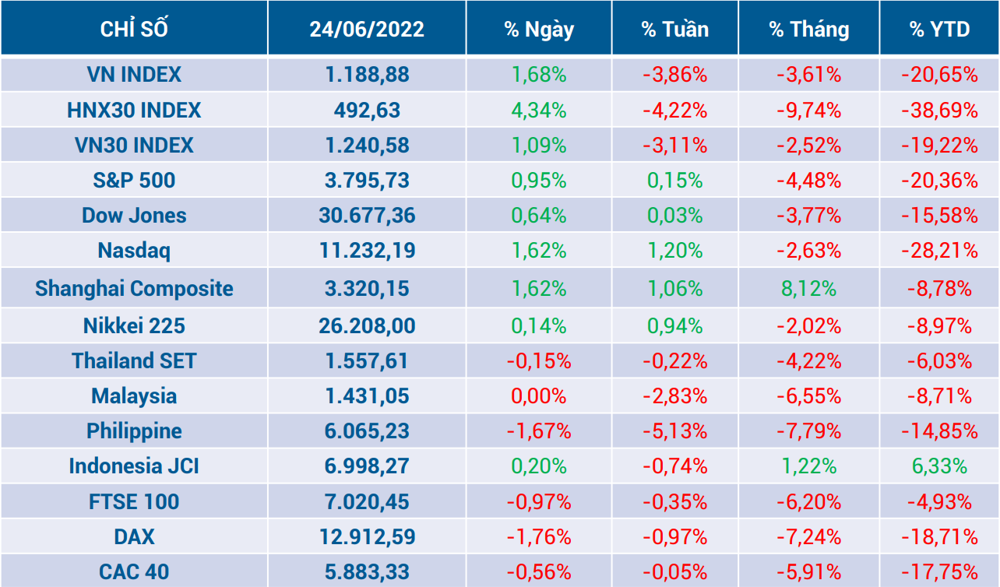 CHỈ SỐ 24/06/2022 % Ngày % Tuần % Tháng % YTD
VN INDEX 1.188,88 1,68% -3,86% -3,61% -20,65%
HNX30 INDEX 492,63 4,34% -4,22% -9,74% -38,69%
VN30 INDEX 1.240,58 1,09% -3,11% -2,52% -19,22%
S&P 500 3.795,73 0,95% 0,15% -4,48% -20,36%
Dow Jones 30.677,36 0,64% 0,03% -3,77% -15,58%
Nasdaq 11.232,19 1,62% 1,20% -2,63% -28,21%
Shanghai Composite 3.320,15 1,62% 1,06% 8,12% -8,78%
Nikkei 225 26.208,00 0,14% 0,94% -2,02% -8,97%
Thailand SET 1.557,61 -0,15% -0,22% -4,22% -6,03%
Malaysia 1.431,05 0,00% -2,83% -6,55% -8,71%
Philippine 6.065,23 -1,67% -5,13% -7,79% -14,85%
Indonesia JCI 6.998,27 0,20% -0,74% 1,22% 6,33%
FTSE 100 7.020,45 -0,97% -0,35% -6,20% -4,93%
DAX 12.912,59 -1,76% -0,97% -7,24% -18,71%
CAC 40 5.883,33 -0,56% -0,05% -5,91% -17,75%